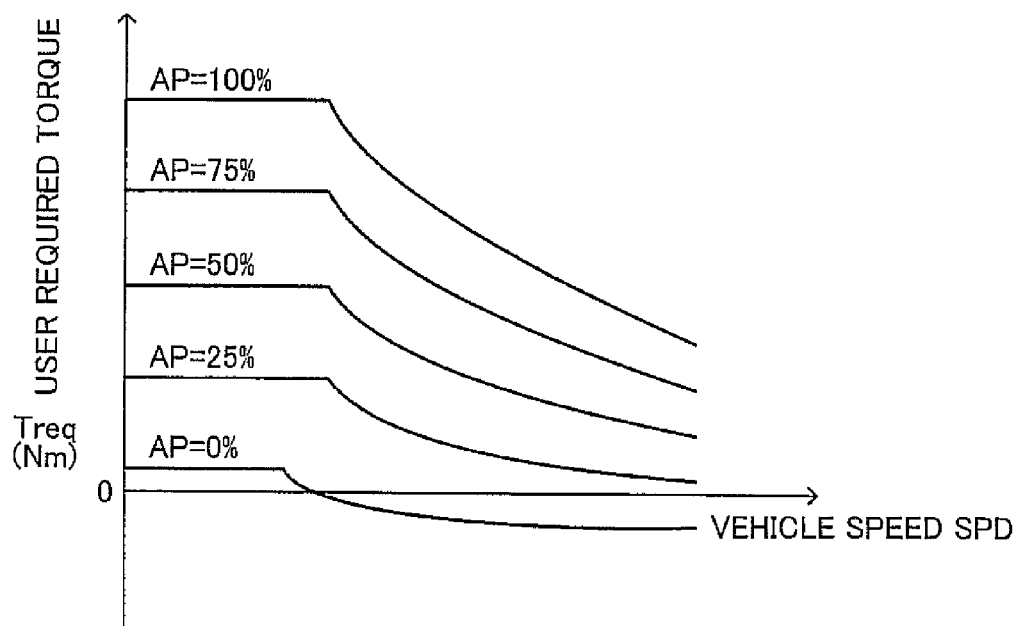 USER REQUIRED TORQUE
Treq
(Nm)
AP=100%
AP=75%
AP=50%
AP=25%
AP=0%
0
VEHICLE SPEED SPD